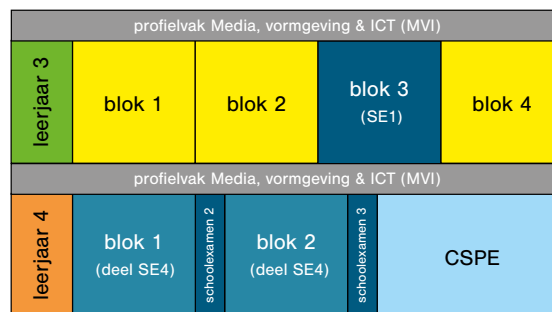 profielvak Media, vormgeving & ICT (MVI)
leerjaar 3
blok 1
blok 2
blok 3
(SE1)
blok 4
profielvak Media, vormgeving & ICT (MVI)
leerjaar 4
blok 1
(deel SE4)
schoolexamen 2
blok 2
(deel SE4)
schoolexamen 3
CSPE